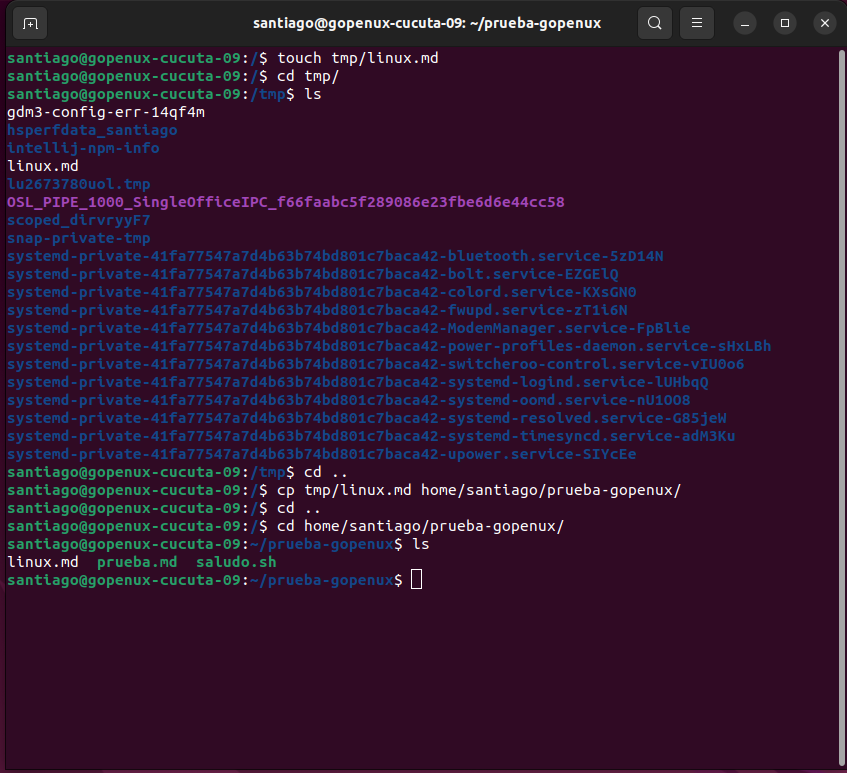 santiago@gopenux-cucuta-09: ~/prueba-gopenux
santiago@gopenux-cucuta-09:/$ touch tmp/linux.md
santiago@gopenux-cucuta-09:/$ cd tmp/
santiago@gopenux-cucuta-09:/tmp$ ls
gdm3-config-err-14qf4m
hsperfdata_santiago
intellij-npm-info
linux.md
lu2673780uol.tmp
OSL_PIPE_1000_SingleOfficeIPC_f66faabc5f289086e23fbe6d6e44cc58
scoped_dirvryyF7
snap-private-tmp
systemd-private-41fa77547a7d4b63b74bd801c7baca42-bluetooth.service-5zD14N
systemd-private-41fa77547a7d4b63b74bd801c7baca42-bolt.service-EZGElQ
systemd-private-41fa77547a7d4b63b74bd801c7baca42-colord.service-KXsGN0
systemd-private-41fa77547a7d4b63b74bd801c7baca42-fwupd.service-zT1i6N
systemd-private-41fa77547a7d4b63b74bd801c7baca42-ModemManager.service-FpBlie
systemd-private-41fa77547a7d4b63b74bd801c7baca42-power-profiles-daemon.service-sHxLBh
systemd-private-41fa77547a7d4b63b74bd801c7baca42-switcheroo-control.service-vIU0o6
systemd-private-41fa77547a7d4b63b74bd801c7baca42-systemd-logind.service-lUHbqQ
systemd-private-41fa77547a7d4b63b74bd801c7baca42-systemd-oomd.service-nU1OO8
systemd-private-41fa77547a7d4b63b74bd801c7baca42-systemd-resolved.service-G85jeW
systemd-private-41fa77547a7d4b63b74bd801c7baca42-systemd-timesyncd.service-adM3Ku
systemd-private-41fa77547a7d4b63b74bd801c7baca42-upower.service-SIYcEe
santiago@gopenux-cucuta-09:/tmp$ cd ..
santiago@gopenux-cucuta-09:/$ cp tmp/linux.md home/santiago/prueba-gopenux/
santiago@gopenux-cucuta-09:/$ cd ..
santiago@gopenux-cucuta-09:/$ cd home/santiago/prueba-gopenux/
santiago@gopenux-cucuta-09:~/prueba-gopenux$ ls
linux.md  prueba.md  saludo.sh
santiago@gopenux-cucuta-09:~/prueba-gopenux$